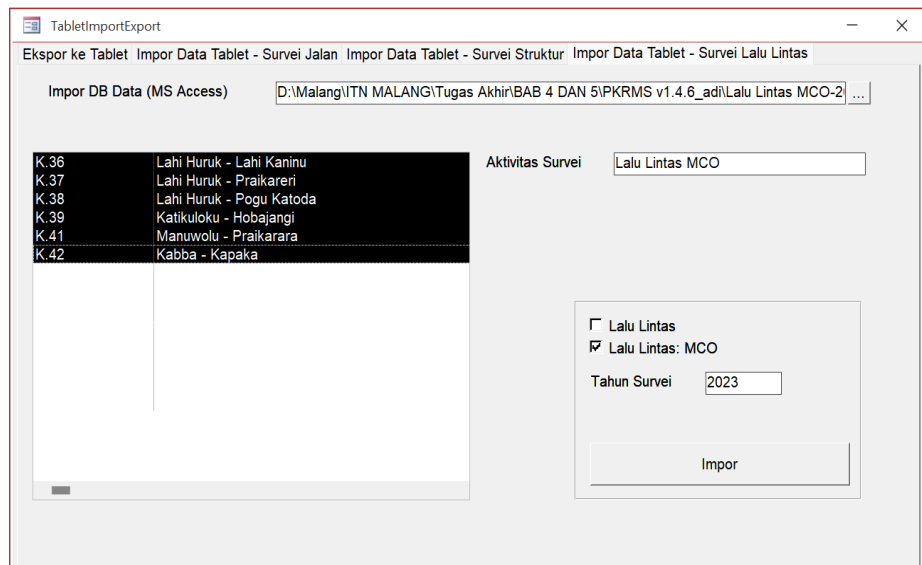 TabletImportExport
Ekspor ke Tablet Impor Data Tablet - Survei Jalan Impor Data Tablet - Survei Struktur Impor Data Tablet - Survei Lalu Lintas
Impor DB Data (MS Access) D:\Malang\ITN MALANG\Tugas Akhir\BAB 4 DAN 5\PKRMS v1.4.6_adi\Lalu Lintas MCO-2 ...
K.36 Lahi Huruk - Lahi Kaninu
K.37 Lahi Huruk - Praikareri
K.38 Lahi Huruk - Pogu Katoda
K.39 Katikuloku - Hobajangi
K.41 Manuwolu - Praikarara
K.42 Kabba - Kapaka
Aktivitas Survei Lalu Lintas MCO
Lalu Lintas
Lalu Lintas: MCO
Tahun Survei 2023
Impor